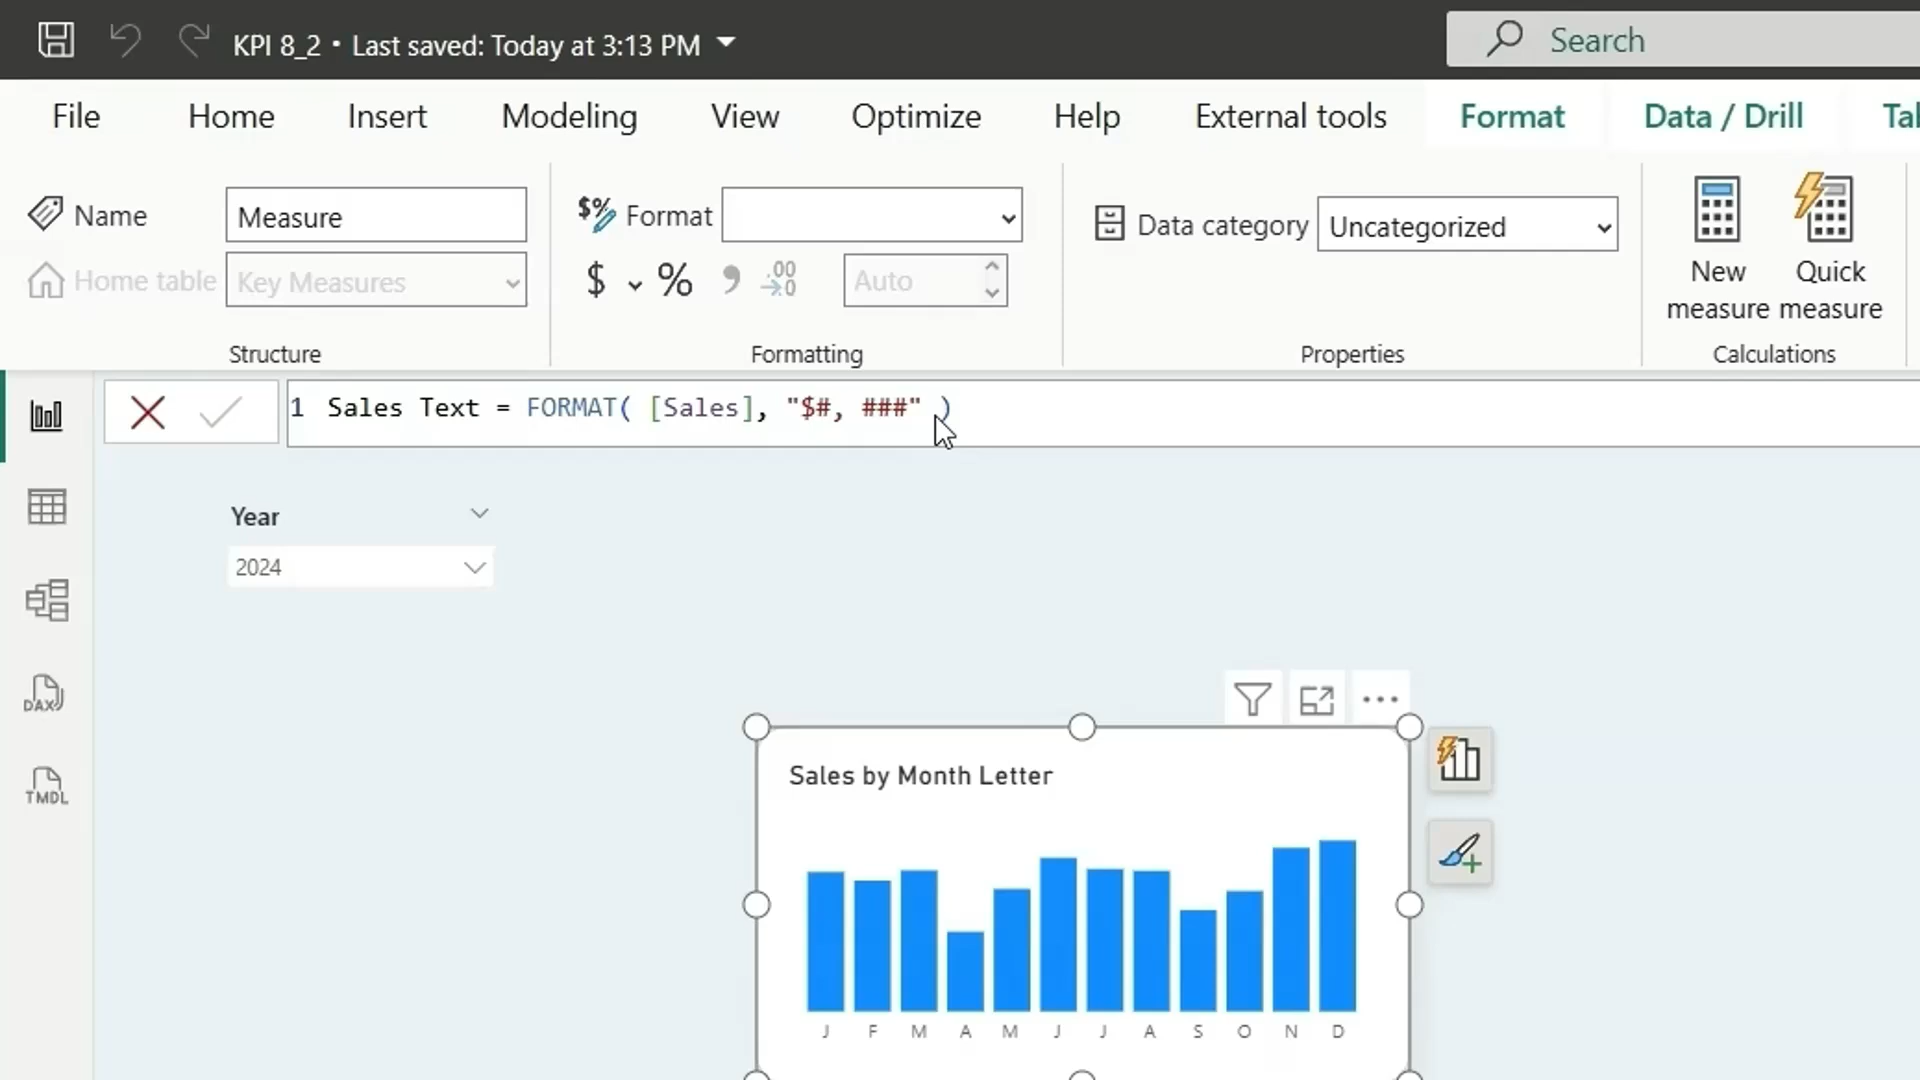 KPI 8_2 • Last saved: Today at 3:13 PM
Search
File Home Insert Modeling View Optimize Help External tools Format Data / Drill
Name Measure
Home table Key Measures
Structure
$% Format
$ % , .00 .0 Auto
Formatting
Data category Uncategorized
Properties
New measure
Quick measure
Calculations
1 Sales Text = FORMAT( [Sales], "$#, ###" )
DAX
TMDL
Year
2024
Sales by Month Letter
J F M A M J J A S O N D